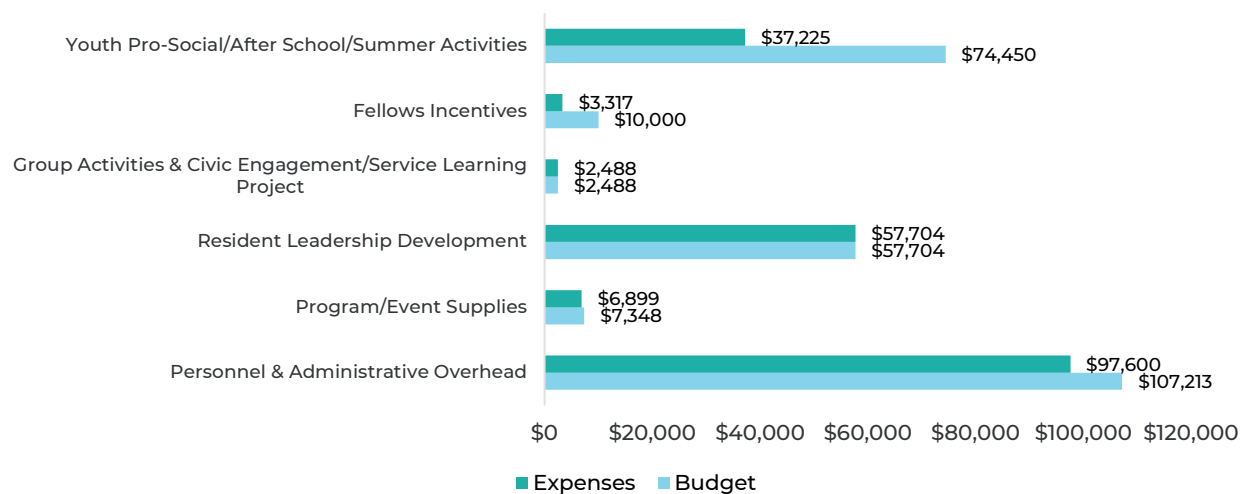 Youth Pro-Social/After School/Summer Activities
$37,225
$74,450
Fellows Incentives
$3,317
$10,000
Group Activities & Civic Engagement/Service Learning
Project
$2,488
$2,488
Resident Leadership Development
$57,704
$57,704
Program/Event Supplies
$6,899
$7,348
Personnel & Administrative Overhead
$97,600
$107,213
$0 $20,000 $40,000 $60,000 $80,000 $100,000 $120,000
Expenses Budget